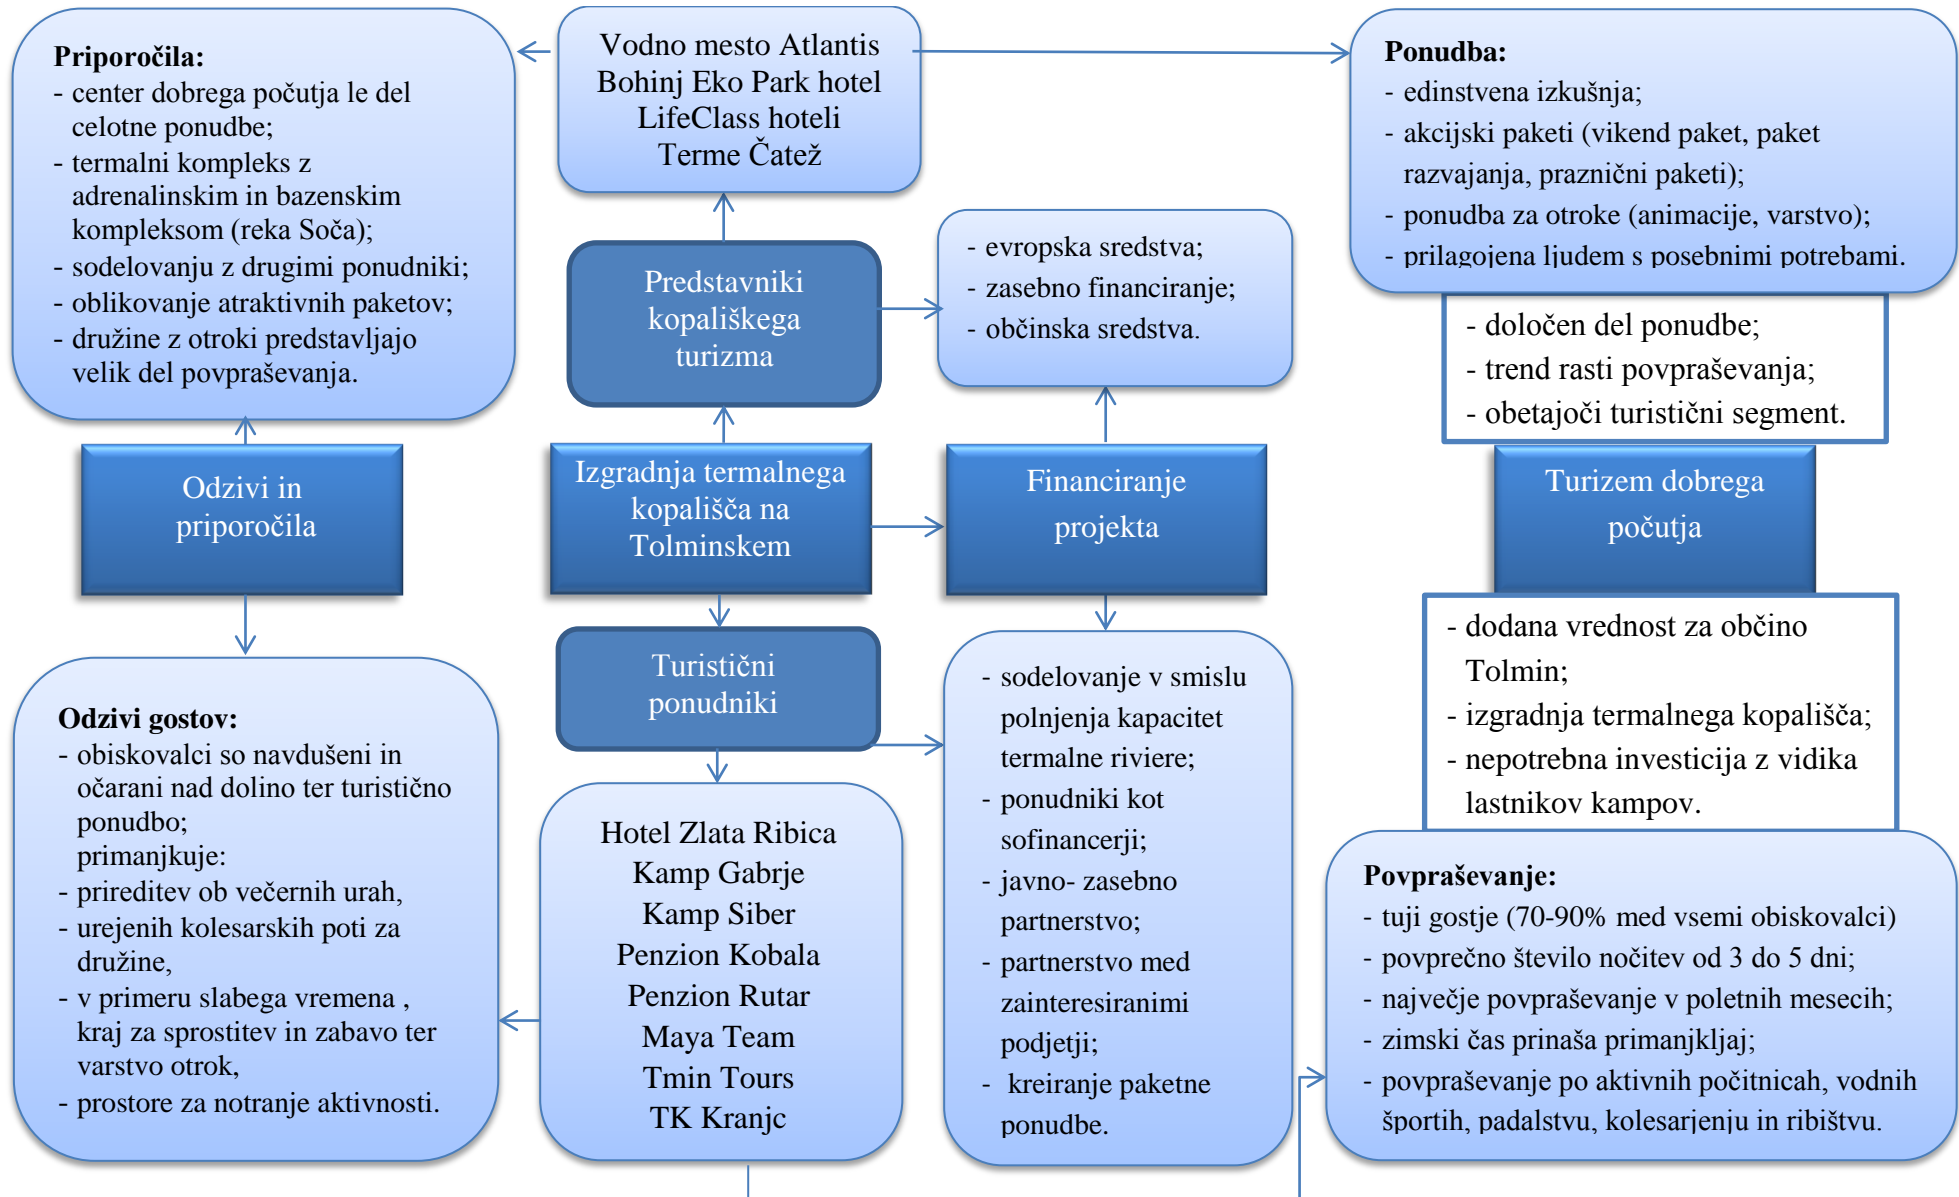 Priporočila:
- center dobrega počutja le del
celotne ponudbe;
- termalni kompleks z
adrenalinskim in bazenskim
kompleksom (reka Soča);
- sodelovanju z drugimi ponudniki;
- oblikovanje atraktivnih paketov;
- družine z otroki predstavljajo
velik del povpraševanja.
Vodno mesto Atlantis
Bohinj Eko Park hotel
LifeClass hoteli
Terme Čatež
Ponudba:
- edinstvena izkušnja;
- akcijski paketi (vikend paket, paket
razvajanja, praznični paketi);
- ponudba za otroke (animacije, varstvo);
- prilagojena ljudem s posebnimi potrebami.
Predstavniki
kopališkega
turizma
- evropska sredstva;
- zasebno financiranje;
- občinska sredstva.
- določen del ponudbe;
- trend rasti povpraševanja;
- obetajoči turistični segment.
Odzivi in
priporočila
Izgradnja termalnega
kopališča na
Tolminskem
Financiranje
projekta
Turizem dobrega
počutja
- dodana vrednost za občino
Tolmin;
- izgradnja termalnega kopališča;
- nepotrebna investicija z vidika
lastnikov kampov.
Turistični
ponudniki
Odzivi gostov:
- obiskovalci so navdušeni in
očarani nad dolino ter turistično
ponudbo;
primanjkuje:
- prireditev ob večernih urah,
- urejenih kolesarskih poti za
družine,
- v primeru slabega vremena ,
kraj za sprostitev in zabavo ter
varstvo otrok,
- prostore za notranje aktivnosti.
Hotel Zlata Ribica
Kamp Gabrje
Kamp Siber
Penzion Kobala
Penzion Rutar
Maya Team
Tmin Tours
TK Kranjc
- sodelovanje v smislu
polnjenja kapacitet
termalne riviere;
- ponudniki kot
sofinancerji;
- javno- zasebno
partnerstvo;
- partnerstvo med
zainteresiranimi
podjetji;
- kreiranje paketne
ponudbe.
Povpraševanje:
- tuji gostje (70-90% med vsemi obiskovalci)
- povprečno število nočitev od 3 do 5 dni;
- največje povpraševanje v poletnih mesecih;
- zimski čas prinaša primanjkljaj;
- povpraševanje po aktivnih počitnicah, vodnih
športih, padalstvu, kolesarjenju in ribištvu.